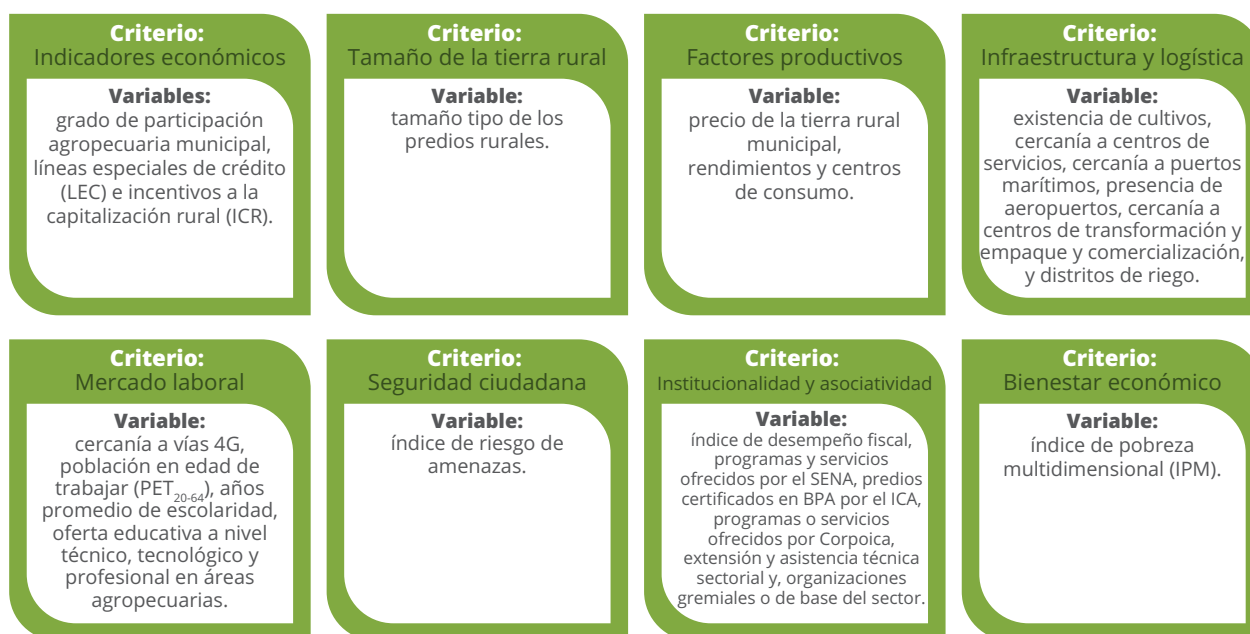 Criterio:
Indicadores económicos
Variables:
grado de participación
agropecuaria municipal,
líneas especiales de crédito
(LEC) e incentivos a la
capitalización rural (ICR).
Criterio:
Tamaño de la tierra rural
Variable:
tamaño tipo de los
predios rurales.
Criterio:
Factores productivos
Variable:
precio de la tierra rural
municipal,
rendimientos y centros
de consumo.
Criterio:
Infraestructura y logística
Variable:
existencia de cultivos,
cercanía a centros de
servicios, cercanía a puertos
marítimos, presencia de
aeropuertos, cercanía a
centros de transformación y
empaque y comercialización,
y distritos de riego.
Criterio:
Mercado laboral
Variable:
cercanía a vías 4G,
población en edad de
trabajar (PET20-64), años
promedio de escolaridad,
oferta educativa a nivel
técnico, tecnológico y
profesional en áreas
agropecuarias.
Criterio:
Seguridad ciudadana
Variable:
índice de riesgo de
amenazas.
Criterio:
Institucionalidad y asociatividad
Variable:
índice de desempeño fiscal,
programas y servicios
ofrecidos por el SENA, predios
certificados en BPA por el ICA,
programas o servicios
ofrecidos por Corpoica,
extensión y asistencia técnica
sectorial y, organizaciones
gremiales o de base del sector.
Criterio:
Bienestar económico
Variable:
índice de pobreza
multidimensional (IPM).